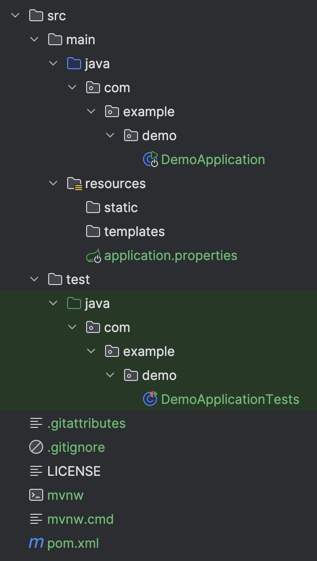 src
main
java
com
example
demo
DemoApplication
resources
static
templates
application.properties
test
java
com
example
demo
DemoApplicationTests
.gitattributes
.gitignore
LICENSE
mvnw
mvnw.cmd
pom.xml